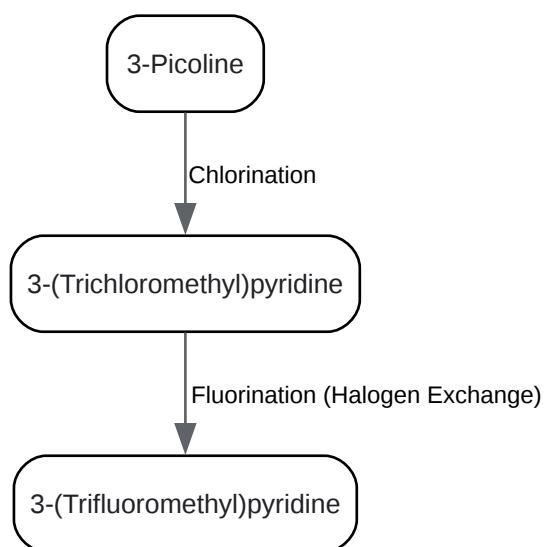 3-Picoline
Chlorination
3-(Trichloromethyl)pyridine
Fluorination (Halogen Exchange)
3-(Trifluoromethyl)pyridine